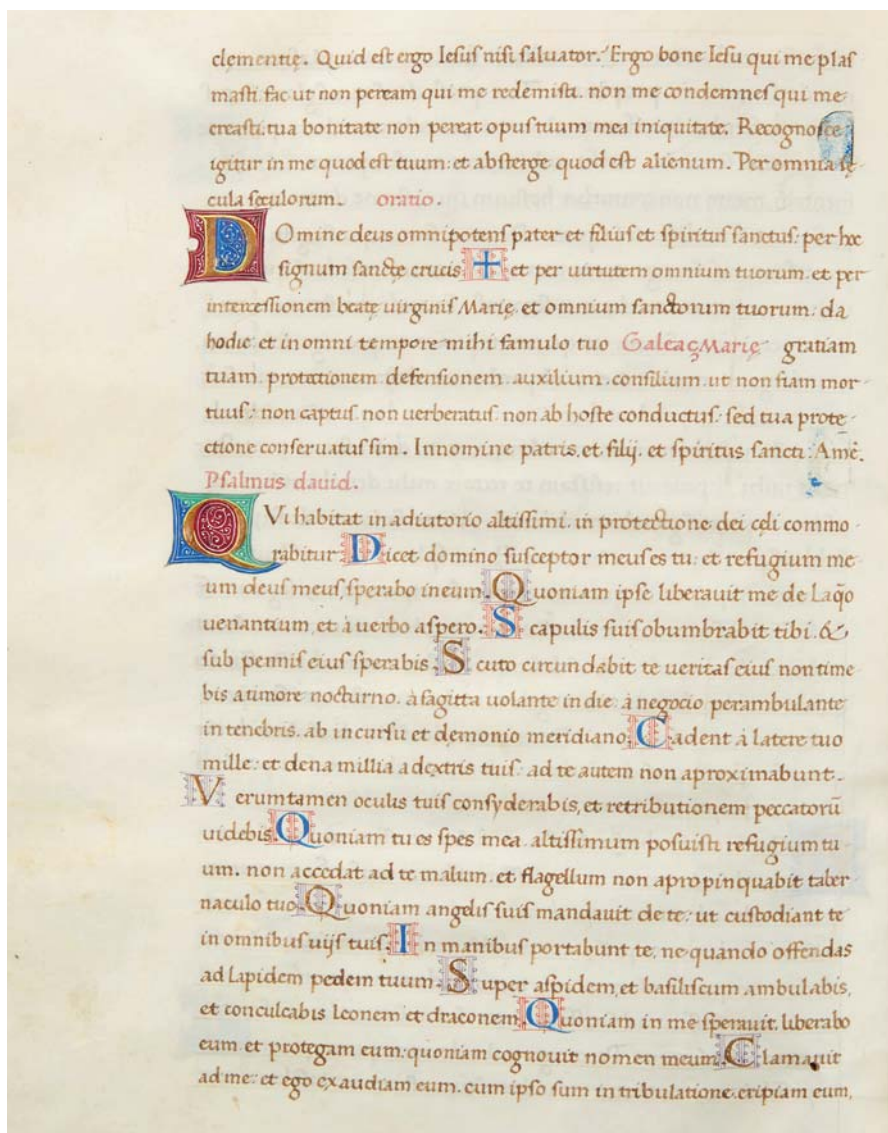 clementię. Quid est ergo Iesus nisi saluator. Ergo bone Iesu qui me plas
masti fac ut non peream qui me redemisti. non me condemnes qui me
creasti. tua bonitate non pereat opus tuum mea iniquitate. Recognosce
igitur in me quod est tuum: et absterge quod est alienum. Per omnia sę
cula sęculorum. oratio.
Domine deus omnipotens pater et filius et spiritus sanctus: per hoc
signum sanctę crucis + et per uirtutem omnium tuorum. et per
intercessionem beatę uirginis Marię. et omnium sanctorum tuorum. da
hodie et in omni tempore mihi famulo tuo Galeaç Marię gratiam
tuam. protectionem. defensionem. auxilium. consilium. ut non fiam mor
tuus: non captus. non uerberatus. non ab hoste conductus: sed tua prote-
ctione conseruatus sim. In nomine patris. et filij. et spiritus sancti: Amē.
Psalmus dauid.
QVi habitat in adiutorio altissimi. in protectione dei cęli commo-
rabitur. Dicet domino susceptor meus es tu: et refugium me
um deus meus, sperabo in eum. Quoniam ipse liberauit me de laq̄o
uenantium, et à uerbo aspero. Scapulis suis obumbrabit tibi. &
sub pennis eius sperabis. Scuto circundabit te ueritas eius non time
bis a timore nocturno. à sagitta uolante in die. à negocio perambulante
in tenebris. ab incursu et demonio meridiano. Cadent à latere tuo
mille: et dena millia a dextris tuis: ad te autem non aproximabunt.
Verumtamen oculis tuis consyderabis, et retributionem peccatorū
uidebis. Quoniam tu es spes mea. altissimum posuisti refugium tu-
um. non accedat ad te malum. et flagellum non apropinquabit taber-
naculo tuo. Quoniam angelis suis mandauit de te: ut custodiant te
in omnibus uijs tuis. In manibus portabunt te, ne quando offendas
ad lapidem pedem tuum. Super aspidem, et basiliscum ambulabis,
et conculcabis leonem et draconem. Quoniam in me sperauit. liberabo
eum et protegam eum: quoniam cognouit nomen meum. Clamauit
ad me: et ego exaudiam eum. cum ipso sum in tribulatione. eripiam eum,